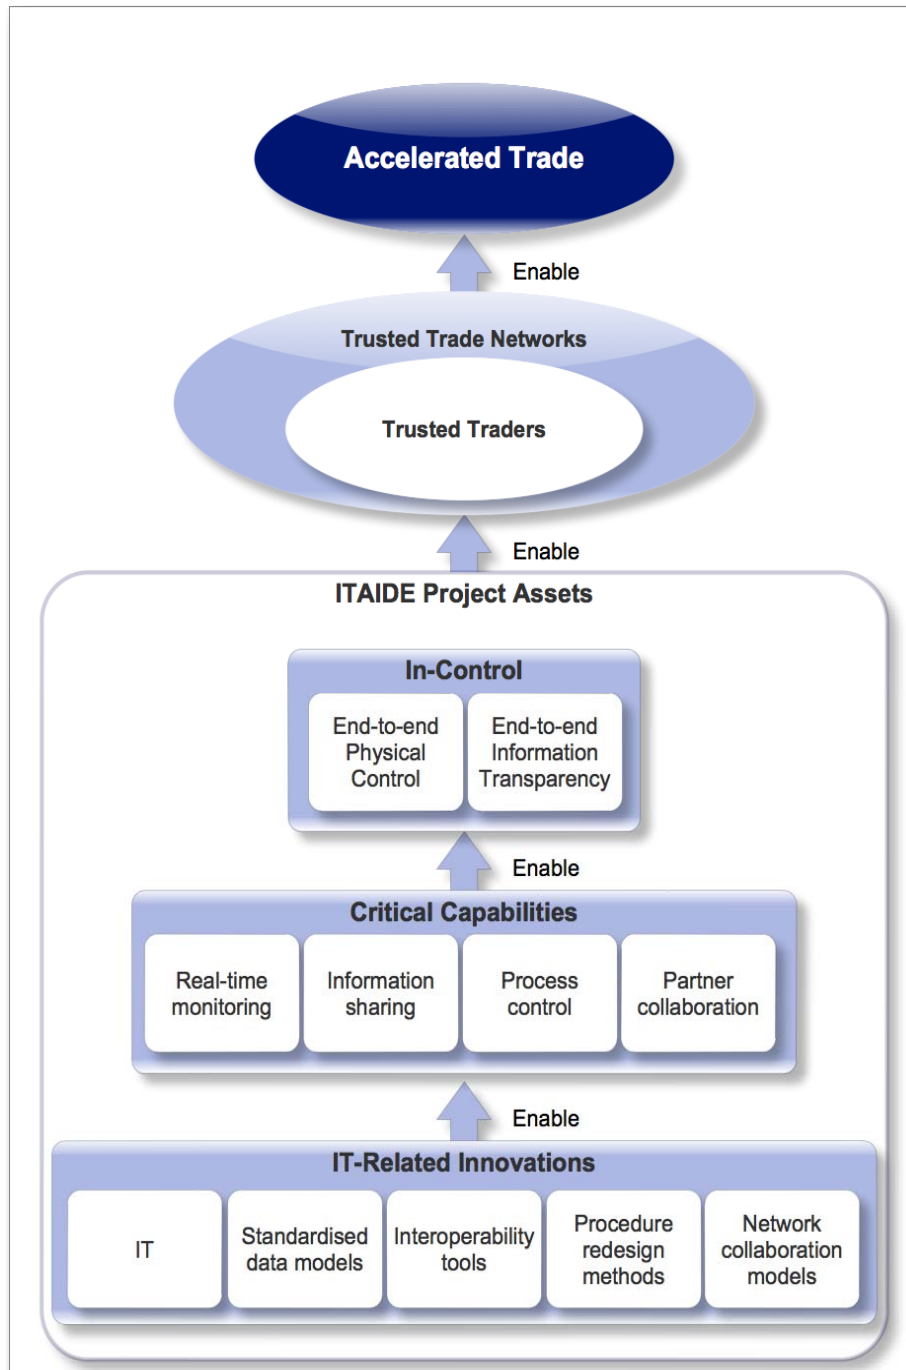 Accelerated Trade
Enable
Trusted Trade Networks
Trusted Traders
Enable
ITAIDE Project Assets
In-Control
End-to-end
Physical
Control
End-to-end
Information
Transparency
Enable
Critical Capabilities
Real-time
monitoring
Information
sharing
Process
control
Partner
collaboration
Enable
IT-Related Innovations
IT
Standardised
data models
Interoperability
tools
Procedure
redesign
methods
Network
collaboration
models